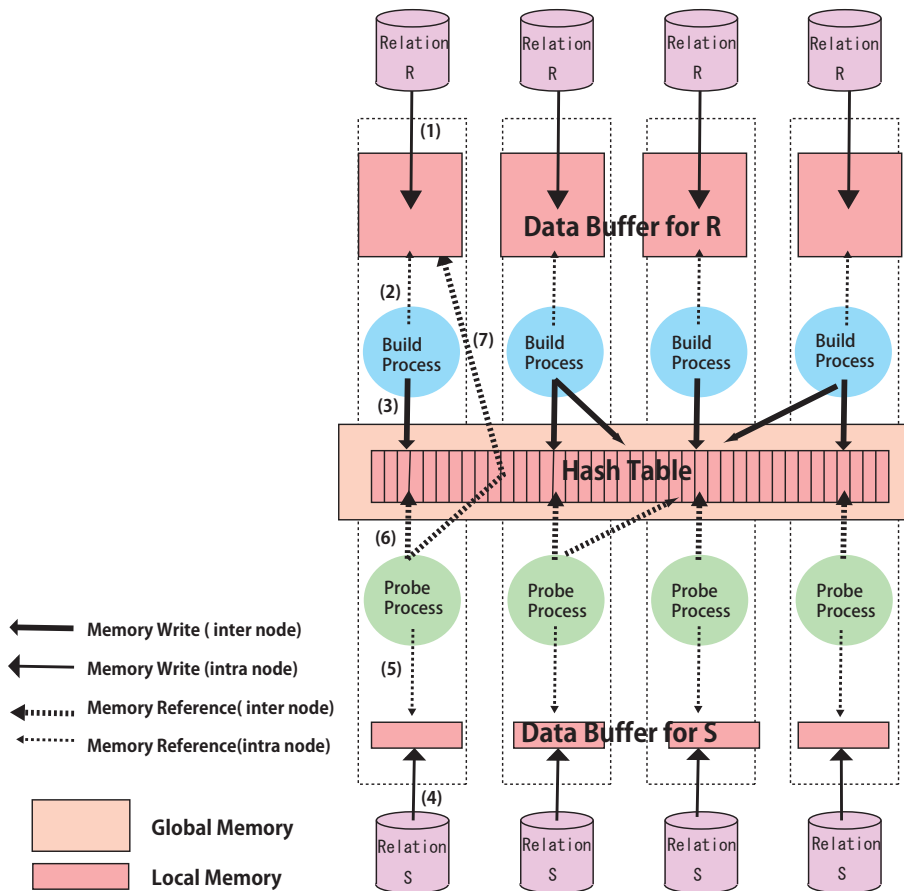 Relation
R
Relation
R
Relation
R
Relation
R
(1)
Data Buffer for R
(2)
(7)
Build
Process
Build
Process
Build
Process
Build
Process
(3)
Hash Table
(6)
Probe
Process
Probe
Process
Probe
Process
Probe
Process
Memory Write ( inter node)
Memory Write (intra node)
(5)
Memory Reference( inter node)
Memory Reference(intra node)
Data Buffer for S
(4)
Global Memory
Local Memory
Relation
S
Relation
S
Relation
S
Relation
S